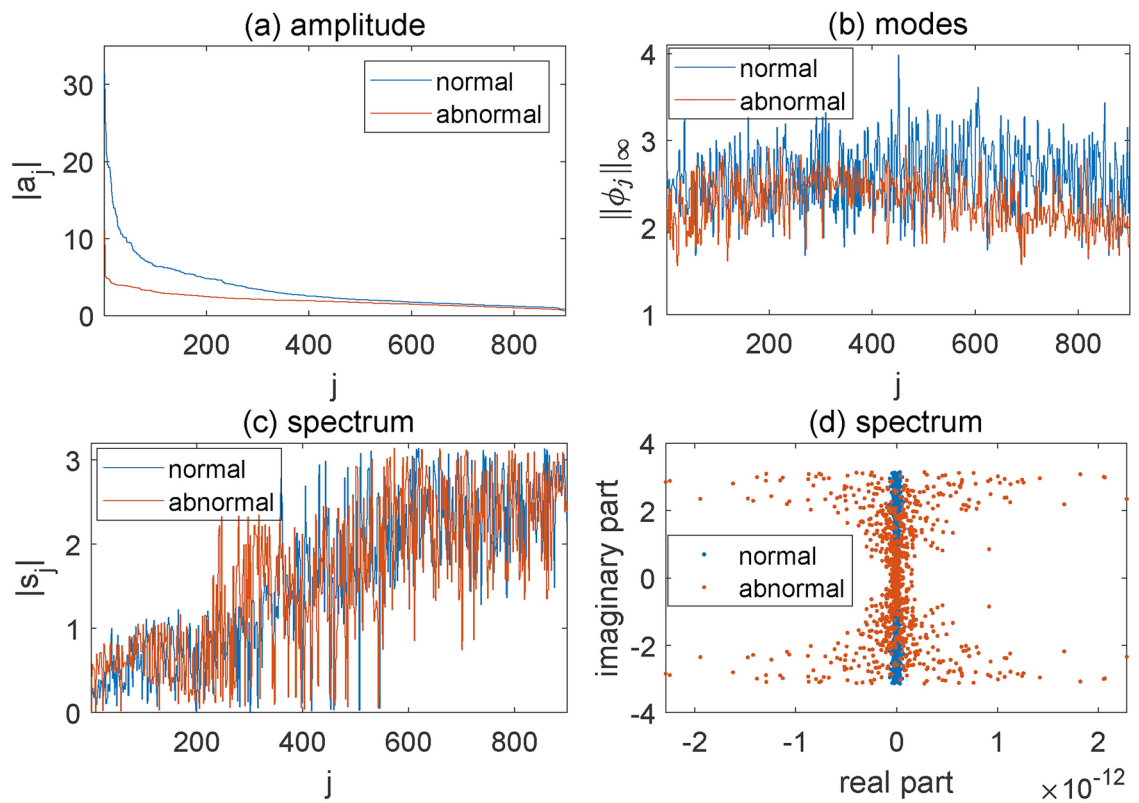 (a) amplitude
|a_j|
30
20
10
0
200 400 600 800
j
normal
abnormal
(b) modes
||ϕ_j||_∞
4
3
2
1
200 400 600 800
j
normal
abnormal
(c) spectrum
|s_j|
3
2
1
0
200 400 600 800
j
normal
abnormal
(d) spectrum
imaginary part
4
2
0
-2
-4
-2 -1 0 1 2
real part
×10^-12
normal
abnormal